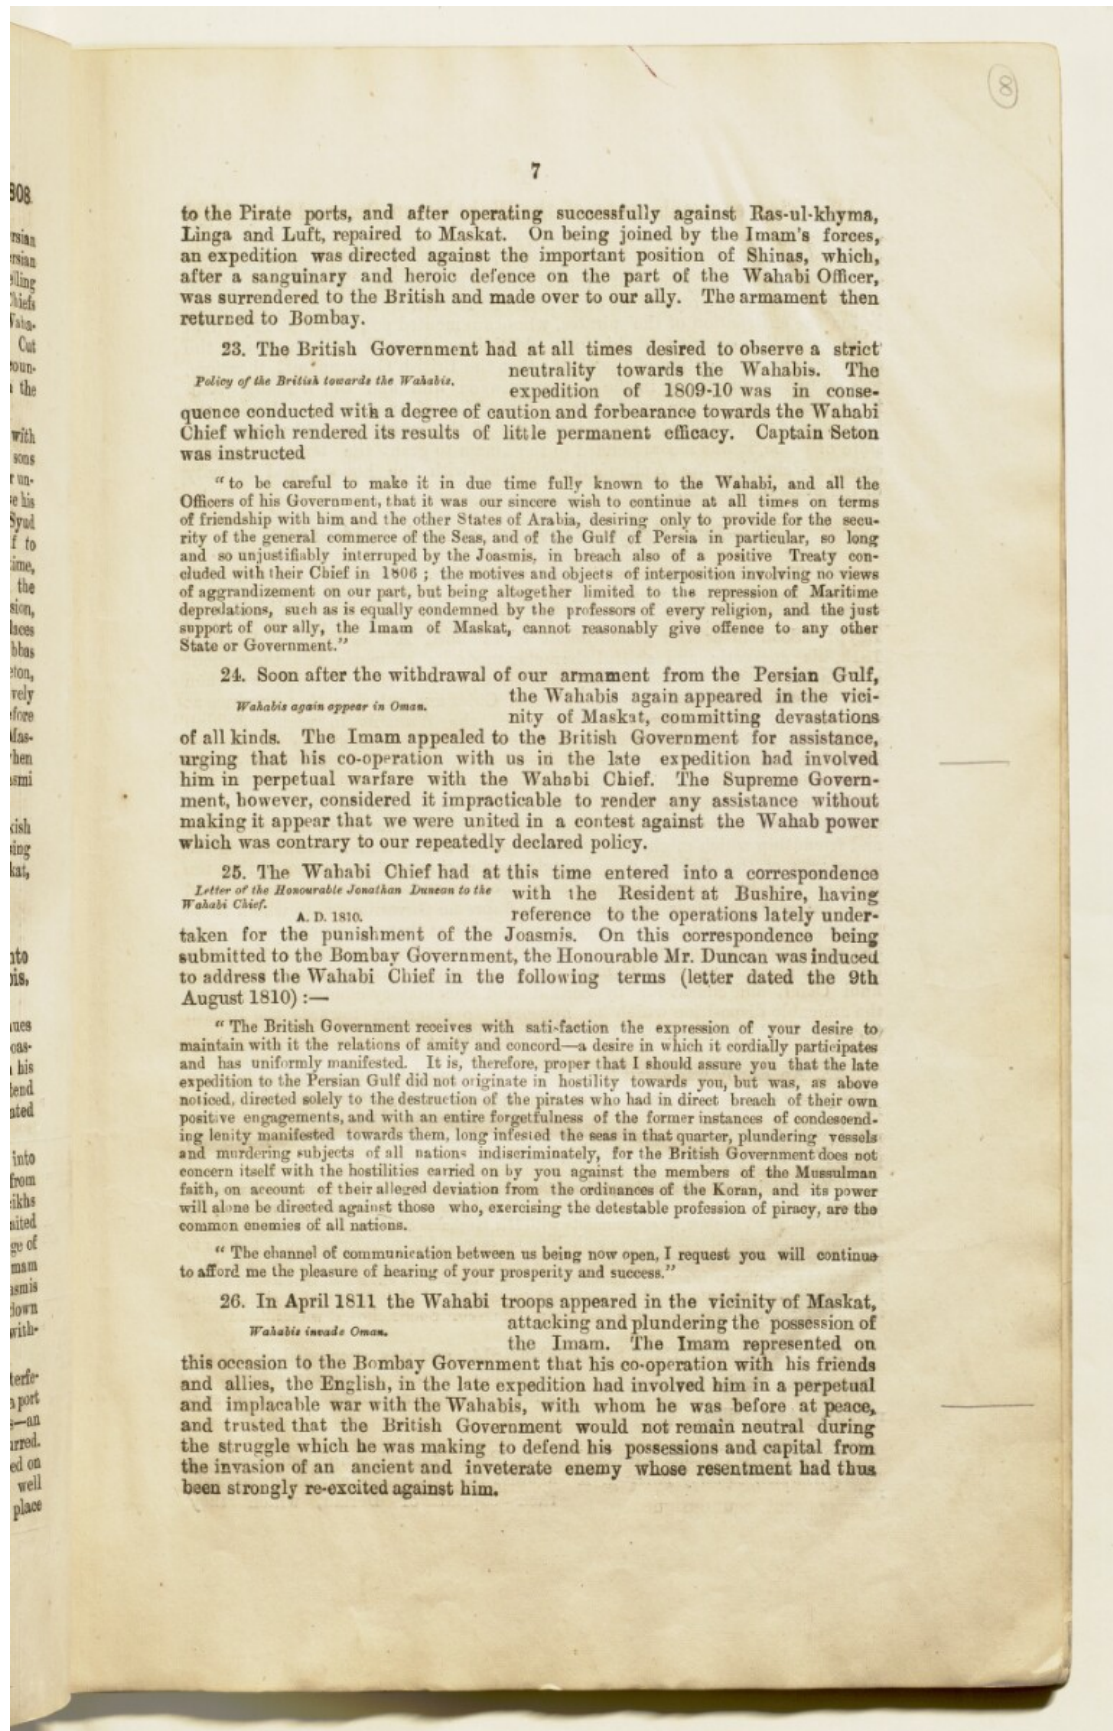 8
7
to the Pirate ports, and after operating successfully against Ras-ul-khyma,
Linga and Luft, repaired to Maskat. On being joined by the Imam's forces,
an expedition was directed against the important position of Shinas, which,
after a sanguinary and heroic defence on the part of the Wahabi Officer,
was surrendered to the British and made over to our ally. The armament then
returned to Bombay.
23. The British Government had at all times desired to observe a strict
Policy of the British towards the Wahabis.
neutrality towards the Wahabis. The
expedition of 1809-10 was in conse-
quence conducted with a degree of caution and forbearance towards the Wahabi
Chief which rendered its results of little permanent efficacy. Captain Seton
was instructed
"to be careful to make it in due time fully known to the Wahabi, and all the
Officers of his Government, that it was our sincere wish to continue at all times on terms
of friendship with him and the other States of Arabia, desiring only to provide for the secu-
rity of the general commerce of the Seas, and of the Gulf of Persia in particular, so long
and so unjustifiably interruped by the Joasmis, in breach also of a positive Treaty con-
cluded with their Chief in 1806 ; the motives and objects of interposition involving no views
of aggrandizement on our part, but being altogether limited to the repression of Maritime
depredations, such as is equally condemned by the professors of every religion, and the just
support of our ally, the Imam of Maskat, cannot reasonably give offence to any other
State or Government."
24. Soon after the withdrawal of our armament from the Persian Gulf,
Wahabis again appear in Oman.
the Wahabis again appeared in the vici-
nity of Maskat, committing devastations
of all kinds. The Imam appealed to the British Government for assistance,
urging that his co-operation with us in the late expedition had involved
him in perpetual warfare with the Wahabi Chief. The Supreme Govern-
ment, however, considered it impracticable to render any assistance without
making it appear that we were united in a contest against the Wahab power
which was contrary to our repeatedly declared policy.
25. The Wahabi Chief had at this time entered into a correspondence
Letter of the Honourable Jonathan Duncan to the
Wahabi Chief.
A. D. 1810.
with the Resident at Bushire, having
reference to the operations lately under-
taken for the punishment of the Joasmis. On this correspondence being
submitted to the Bombay Government, the Honourable Mr. Duncan was induced
to address the Wahabi Chief in the following terms (letter dated the 9th
August 1810) :—
"The British Government receives with satisfaction the expression of your desire to
maintain with it the relations of amity and concord—a desire in which it cordially participates
and has uniformly manifested. It is, therefore, proper that I should assure you that the late
expedition to the Persian Gulf did not originate in hostility towards you, but was, as above
noticed, directed solely to the destruction of the pirates who had in direct breach of their own
positive engagements, and with an entire forgetfulness of the former instances of condescend-
ing lenity manifested towards them, long infested the seas in that quarter, plundering vessels
and murdering subjects of all nations indiscriminately, for the British Government does not
concern itself with the hostilities carried on by you against the members of the Mussulman
faith, on account of their alleged deviation from the ordinances of the Koran, and its power
will alone be directed against those who, exercising the detestable profession of piracy, are the
common enemies of all nations.
"The channel of communication between us being now open, I request you will continue
to afford me the pleasure of hearing of your prosperity and success."
26. In April 1811 the Wahabi troops appeared in the vicinity of Maskat,
Wahabis invade Oman.
attacking and plundering the possession of
the Imam. The Imam represented on
this occasion to the Bombay Government that his co-operation with his friends
and allies, the English, in the late expedition had involved him in a perpetual
and implacable war with the Wahabis, with whom he was before at peace,
and trusted that the British Government would not remain neutral during
the struggle which he was making to defend his possessions and capital from
the invasion of an ancient and inveterate enemy whose resentment had thus
been strongly re-excited against him.